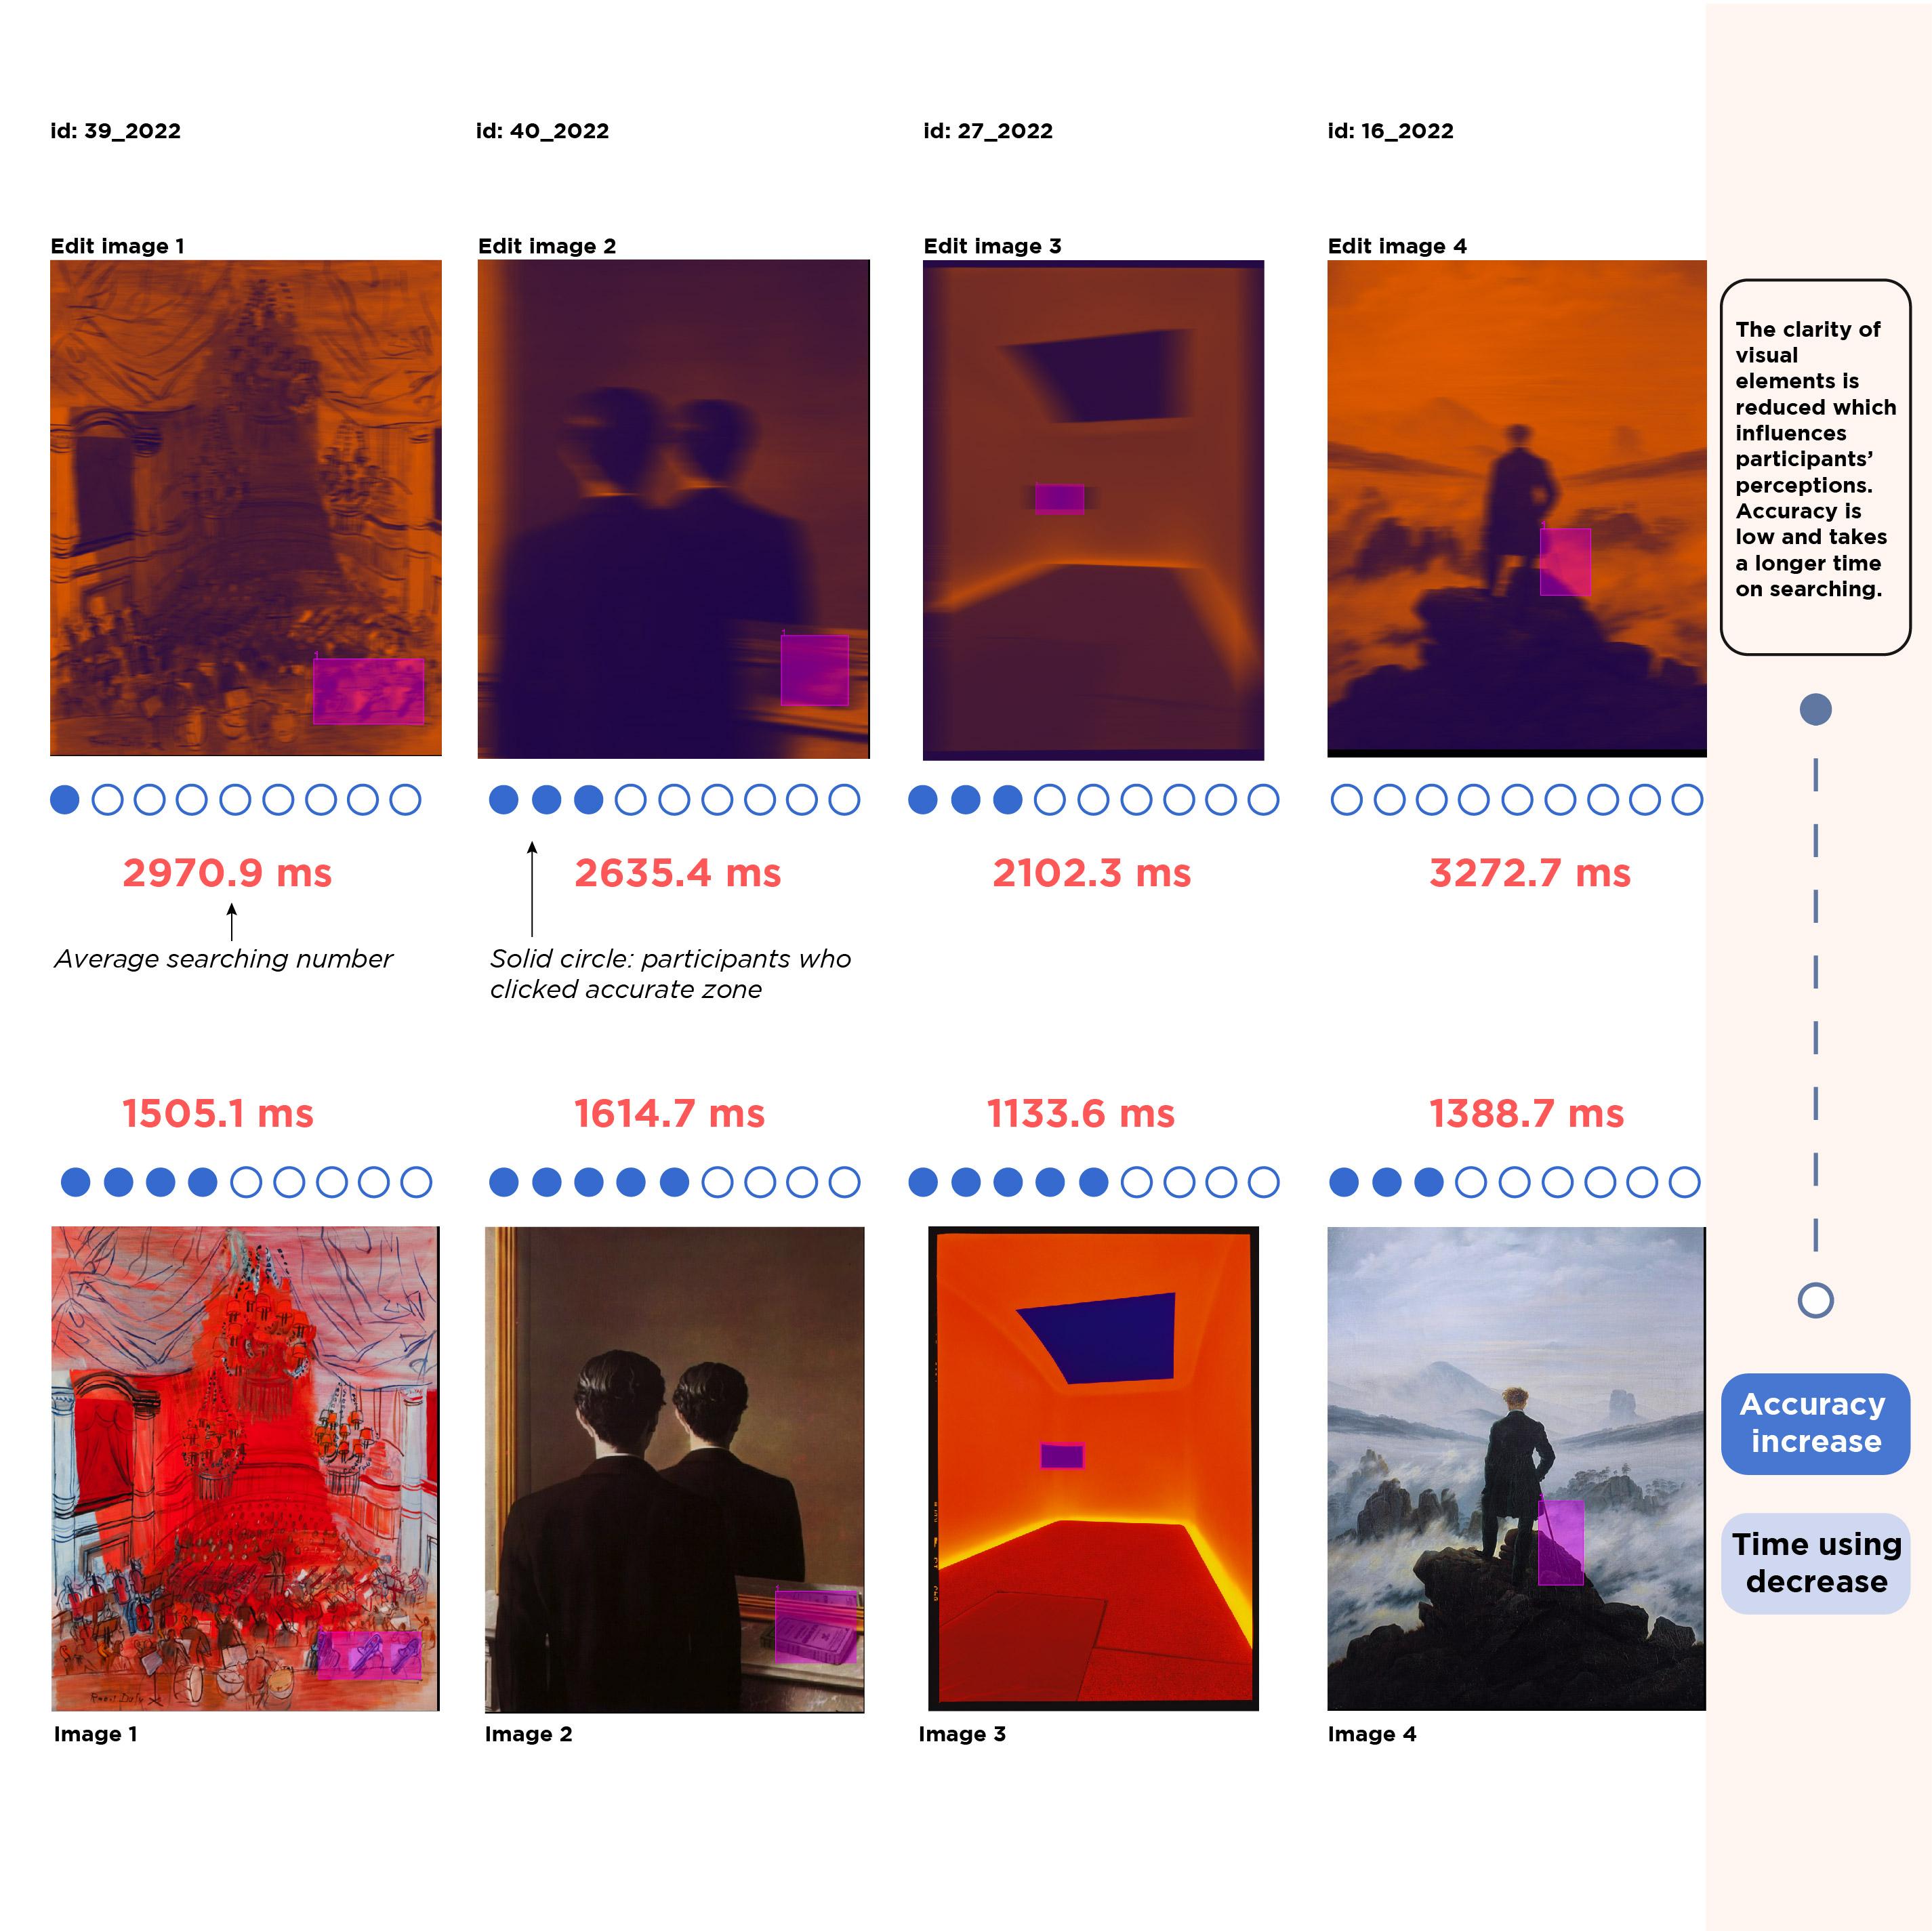 id: 39_2022
id: 40_2022
id: 27_2022
id: 16_2022
Edit image 1
Edit image 2
Edit image 3
Edit image 4
The clarity of
visual
elements is
reduced which
influences
participants’
perceptions.
Accuracy is
low and takes
a longer time
on searching.
2970.9 ms
2635.4 ms
2102.3 ms
3272.7 ms
Average searching number
Solid circle: participants who
clicked accurate zone
1505.1 ms
1614.7 ms
1133.6 ms
1388.7 ms
Accuracy
increase
Time using
decrease
Image 1
Image 2
Image 3
Image 4